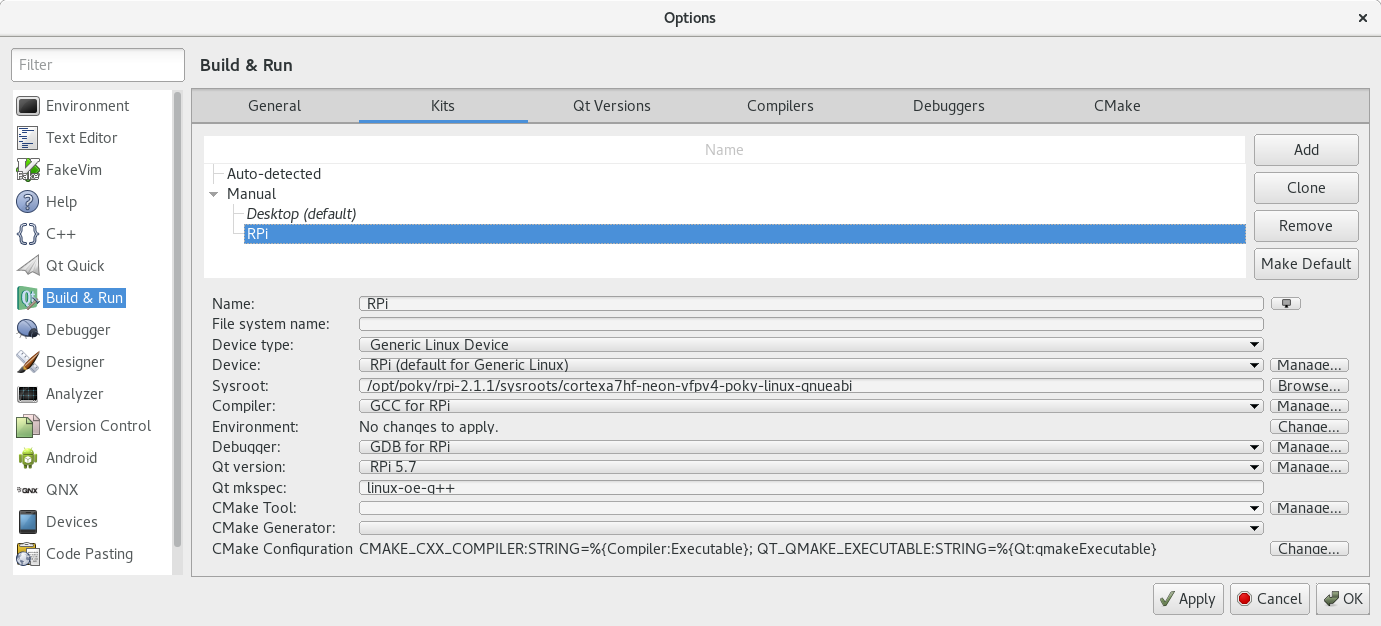 Options
Filter
Build & Run
Environment
Text Editor
FakeVim
Help
C++
Qt Quick
Build & Run
Debugger
Designer
Analyzer
Version Control
Android
QNX
Devices
Code Pasting
General Kits Qt Versions Compilers Debuggers CMake
Name
Auto-detected
Manual
Desktop (default)
RPi
Add
Clone
Remove
Make Default
Name: RPi
File system name:
Device type: Generic Linux Device
Device: RPi (default for Generic Linux) Manage...
Sysroot: /opt/poky/rpi-2.1.1/sysroots/cortexa7hf-neon-vfpv4-poky-linux-gnueabi Browse...
Compiler: GCC for RPi Manage...
Environment: No changes to apply. Change...
Debugger: GDB for RPi Manage...
Qt version: RPi 5.7 Manage...
Qt mkspec: linux-oe-g++
CMake Tool: Manage...
CMake Generator:
CMake Configuration CMAKE_CXX_COMPILER:STRING=%{Compiler:Executable}; QT_QMAKE_EXECUTABLE:STRING=%{Qt:qmakeExecutable} Change...
Apply Cancel OK